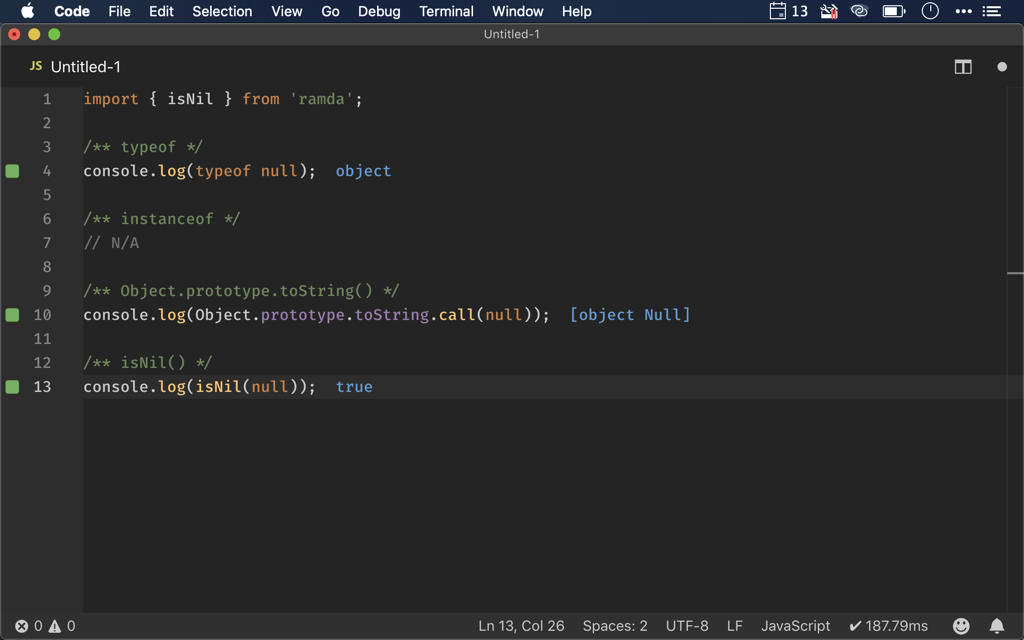 Code File Edit Selection View Go Debug Terminal Window Help 13
Untitled-1
JS Untitled-1
1 import { isNil } from 'ramda';
2
3 /** typeof */
4 console.log(typeof null); object
5
6 /** instanceof */
7 // N/A
8
9 /** Object.prototype.toString() */
10 console.log(Object.prototype.toString.call(null)); [object Null]
11
12 /** isNil() */
13 console.log(isNil(null)); true
0 0 Ln 13, Col 26 Spaces: 2 UTF-8 LF JavaScript ✔ 187.79ms